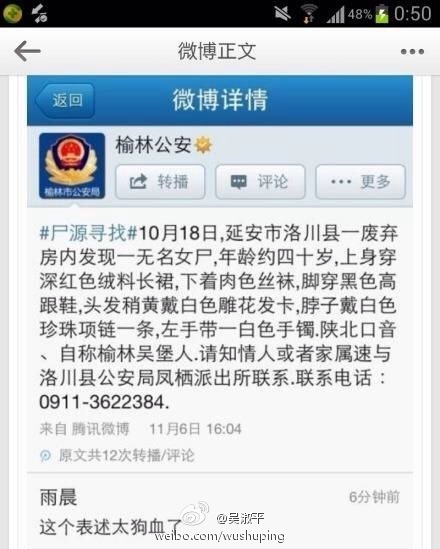 48% 0:50
微博正文
返回
微博详情
榆林市公安局
榆林公安
转播
评论
更多
#尸源寻找#10月18日,延安市洛川县一废弃
房内发现一无名女尸,年龄约四十岁,上身穿
深红色绒料长裙,下着肉色丝袜,脚穿黑色高
跟鞋,头发稍黄戴白色雕花发卡,脖子戴白色
珍珠项链一条,左手带一白色手镯.陕北口音
、自称榆林吴堡人.请知情人或者家属速与
洛川县公安局凤栖派出所联系.联系电话：
0911-3622384.
来自 腾讯微博 11月6日 16:04
原文共12次转播/评论
雨晨
6分钟前
这个表述太狗血了
@吴淑平
weibo.com/wushuping